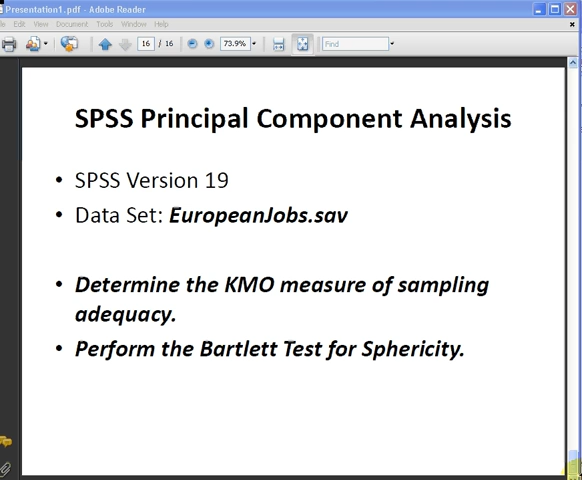 Presentation1.pdf - Adobe Reader
Edit View Document Tools Window Help
16 / 16 73.9% Find
SPSS Principal Component Analysis
• SPSS Version 19
• Data Set: EuropeanJobs.sav
• Determine the KMO measure of sampling
adequacy.
• Perform the Bartlett Test for Sphericity.